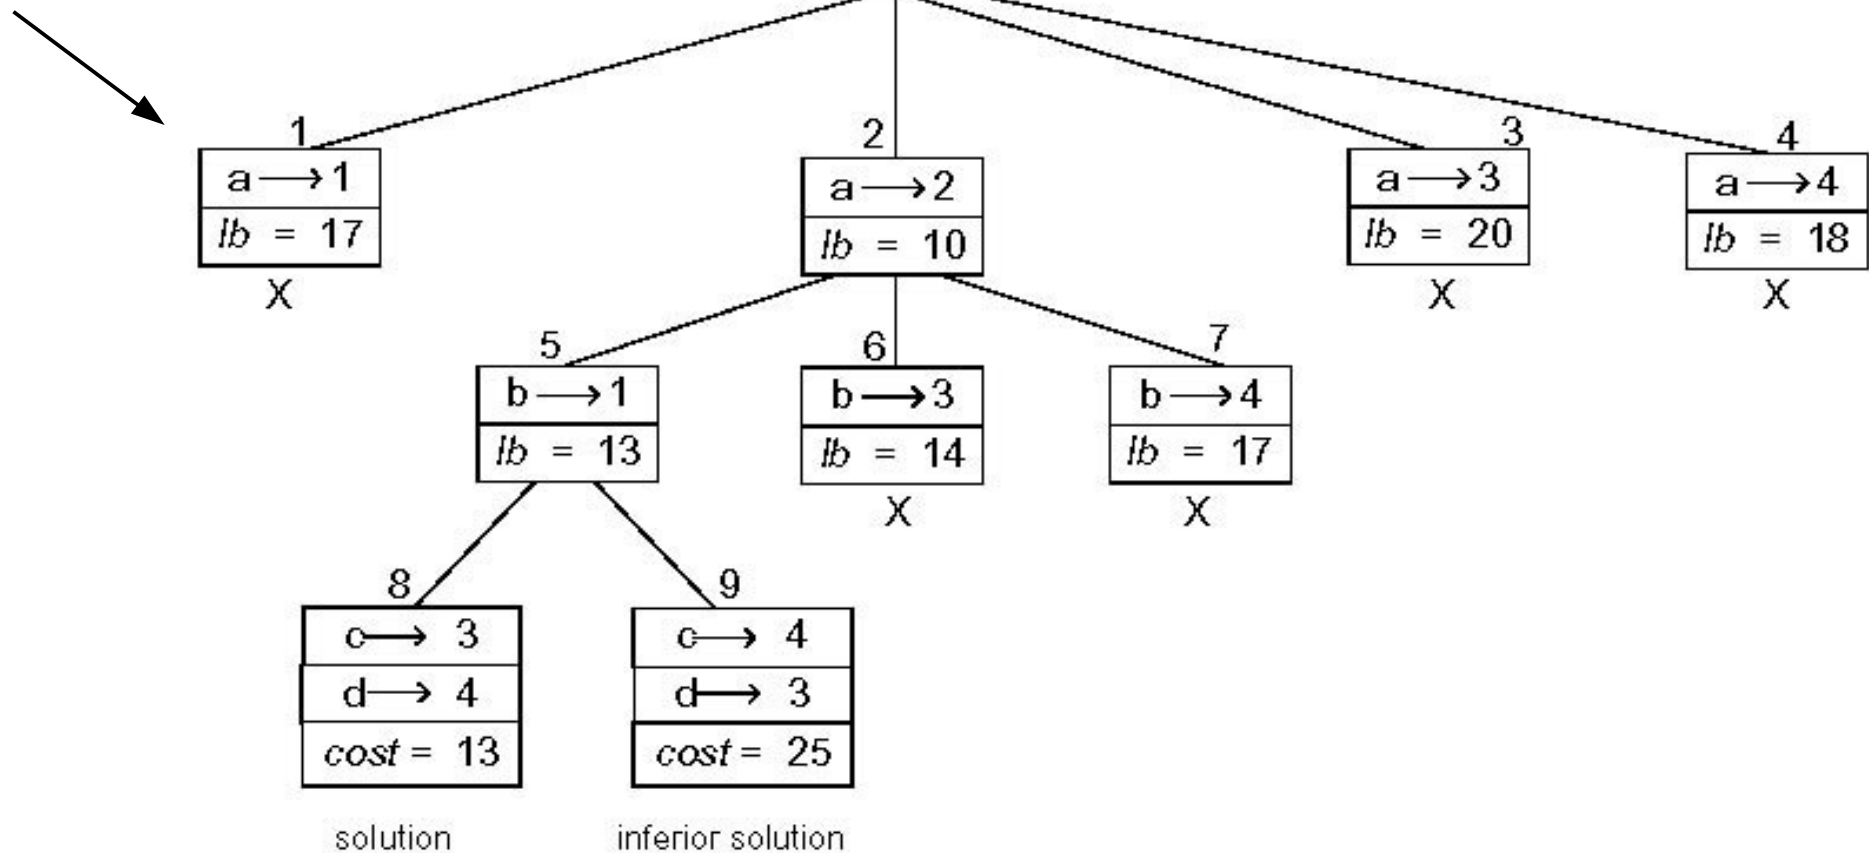 1
a → 1
lb = 17
X
2
a → 2
lb = 10
3
a → 3
lb = 20
X
4
a → 4
lb = 18
X
5
b → 1
lb = 13
6
b → 3
lb = 14
X
7
b → 4
lb = 17
X
8
c → 3
d → 4
cost = 13
solution
9
c → 4
d → 3
cost = 25
inferior solution